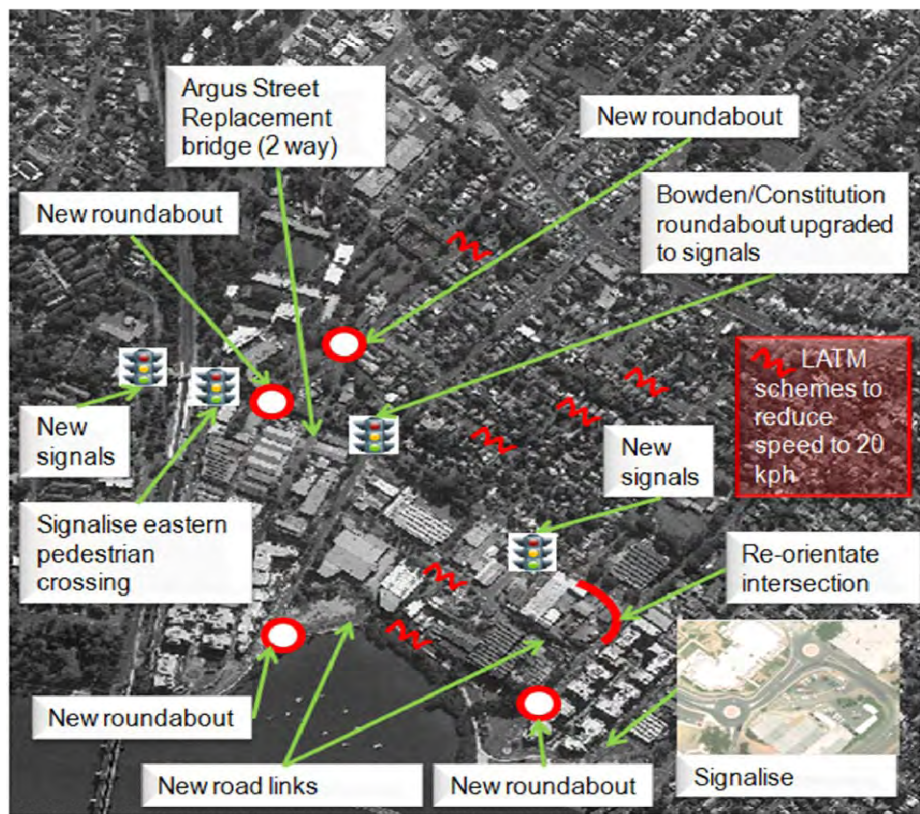 Argus Street
Replacement
bridge (2 way)
New roundabout
New roundabout
Bowden/Constitution
roundabout upgraded
to signals
LATM
schemes to
reduce
speed to 20
kph
New
signals
New
signals
Signalise eastern
pedestrian
crossing
Re-orientate
intersection
New roundabout
New road links
New roundabout
Signalise